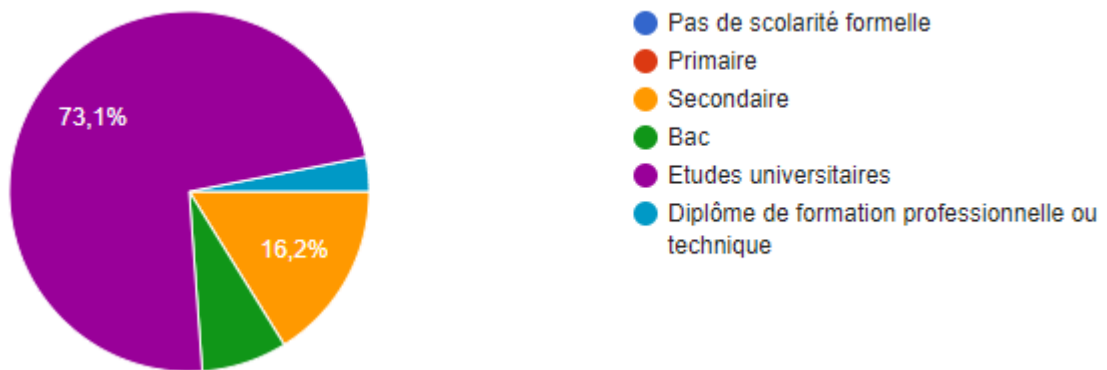 73,1%
16,2%
Pas de scolarité formelle
Primaire
Secondaire
Bac
Etudes universitaires
Diplôme de formation professionnelle ou
technique